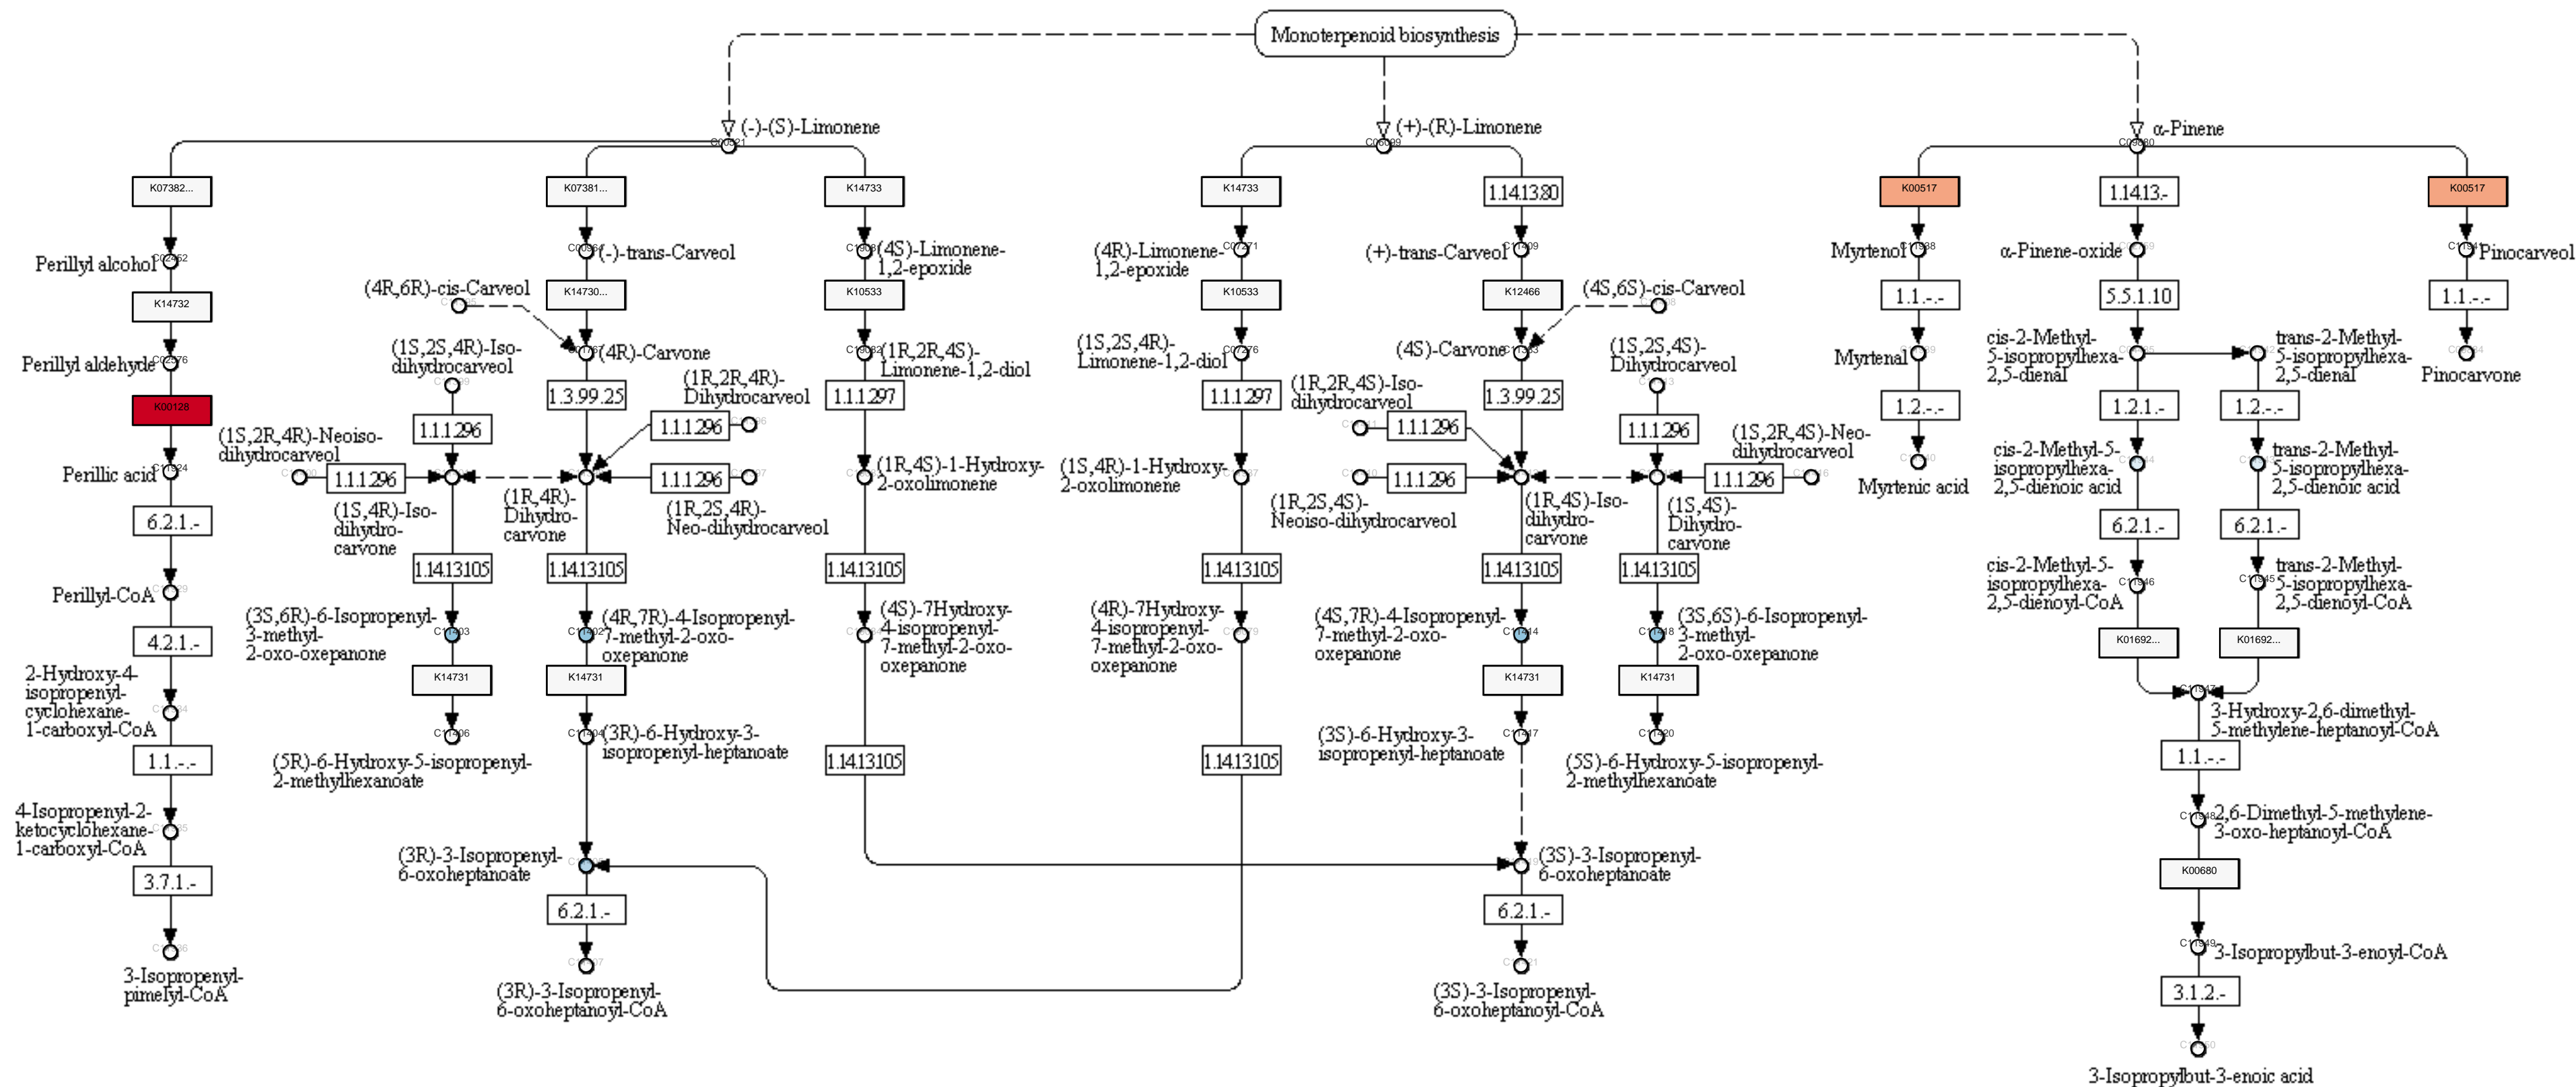 Monoterpenoid biosynthesis
(-)-(S)-Limonene
(+)-(R)-Limonene
α-Pinene
K07382...
K07381...
K14733
K14733
1.14.13.80
K00517
1.14.13.-
K00517
Perillyl alcohol
C02452
(-)-trans-Carveol
(4S)-Limonene-
1,2-epoxide
(4R)-Limonene-
1,2-epoxide
(+)-trans-Carveol
C11409
Myrtenol
C11938
α-Pinene-oxide
Pinocarveol
K14732
(4R,6R)-cis-Carveol
K14730...
K10533
K10533
K12466
(4S,6S)-cis-Carveol
1.1.-.-
5.5.1.10
1.1.-.-
Perillyl aldehyde
C02576
(1S,2S,4R)-Iso-
dihydrocarveol
(4R)-Carvone
(1R,2R,4S)-
Limonene-1,2-diol
(1S,2S,4R)-
Limonene-1,2-diol
C07276
(4S)-Carvone
(1S,2S,4S)-
Dihydrocarveol
Myrtenal
cis-2-Methyl-
5-isopropylhexa-
2,5-dienal
trans-2-Methyl-
5-isopropylhexa-
2,5-dienal
Pinocarvone
K00128
1.3.99.25
(1R,2R,4R)-
Dihydrocarveol
1.1.1.297
1.1.1.297
(1R,2R,4S)-Iso-
dihydrocarveol
1.3.99.25
1.2.-.-
1.2.1.-
1.2.-.-
(1S,2R,4R)-Neoiso-
dihydrocarveol
1.1.1.296
1.1.1.296
1.1.1.296
1.1.1.296
(1S,2R,4S)-Neo-
dihydrocarveol
Perillic acid
C11924
1.1.1.296
1.1.1.296
(1R,4S)-1-Hydroxy-
2-oxolimonene
(1S,4R)-1-Hydroxy-
2-oxolimonene
1.1.1.296
1.1.1.296
Myrtenic acid
cis-2-Methyl-5-
isopropylhexa-
2,5-dienoic acid
trans-2-Methyl-
5-isopropylhexa-
2,5-dienoic acid
6.2.1.-
(1S,4R)-Iso-
dihydro-
carvone
(1R,4R)-
Dihydro-
carvone
(1R,2S,4R)-
Neo-dihydrocarveol
(1R,2S,4S)-
Neoiso-dihydrocarveol
(1R,4S)-Iso-
dihydro-
carvone
(1S,4S)-
Dihydro-
carvone
6.2.1.-
6.2.1.-
1.14.13.105
1.14.13.105
1.14.13.105
1.14.13.105
1.14.13.105
1.14.13.105
Perillyl-CoA
cis-2-Methyl-5-
isopropylhexa-
2,5-dienoyl-CoA
C11946
trans-2-Methyl-
5-isopropylhexa-
2,5-dienoyl-CoA
C11945
4.2.1.-
(3S,6R)-6-Isopropenyl-
3-methyl-
2-oxo-oxepanone
C11403
(4R,7R)-4-Isopropenyl-
7-methyl-2-oxo-
oxepanone
C11402
(4S)-7Hydroxy-
4-isopropenyl-
7-methyl-2-oxo-
oxepanone
(4R)-7Hydroxy-
4-isopropenyl-
7-methyl-2-oxo-
oxepanone
(4S,7R)-4-Isopropenyl-
7-methyl-2-oxo-
oxepanone
C11414
(3S,6S)-6-Isopropenyl-
3-methyl-
2-oxo-oxepanone
C11418
K01692...
K01692...
2-Hydroxy-4-
isopropenyl-
cyclohexane-
1-carboxyl-CoA
K14731
K14731
K14731
K14731
C11947
3-Hydroxy-2,6-dimethyl-
5-methylene-heptanoyl-CoA
C11406
(5R)-6-Hydroxy-5-isopropenyl-
2-methylhexanoate
C11404
(3R)-6-Hydroxy-3-
isopropenyl-heptanoate
(3S)-6-Hydroxy-3-
isopropenyl-heptanoate
C11417
C11420
(5S)-6-Hydroxy-5-isopropenyl-
2-methylhexanoate
1.1.-.-
1.14.13.105
1.14.13.105
1.1.-.-
4-Isopropenyl-2-
ketocyclohexane-
1-carboxyl-CoA
C11948
2,6-Dimethyl-5-methylene-
3-oxo-heptanoyl-CoA
(3R)-3-Isopropenyl-
6-oxoheptanoate
(3S)-3-Isopropenyl-
6-oxoheptanoate
3.7.1.-
K00680
6.2.1.-
6.2.1.-
C11949
3-Isopropylbut-3-enoyl-CoA
3-Isopropenyl-
pimelyl-CoA
(3R)-3-Isopropenyl-
6-oxoheptanoyl-CoA
(3S)-3-Isopropenyl-
6-oxoheptanoyl-CoA
3.1.2.-
3-Isopropylbut-3-enoic acid